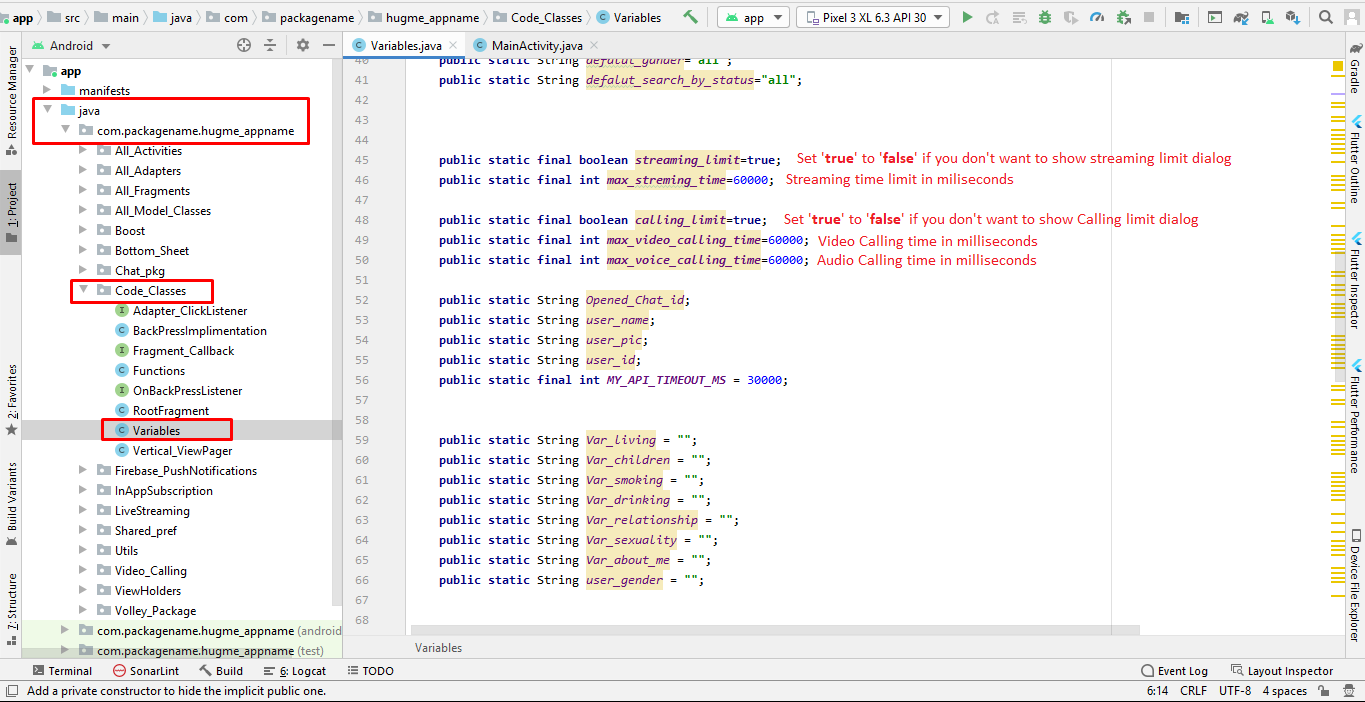 app src main java com packagename hugme_appname Code_Classes Variables app Pixel 3 XL 6.3 API 30
Android
Variables.java MainActivity.java
Resource Manager
1: Project
2: Favorites
Build Variants
7: Structure
app
manifests
java
com.packagename.hugme_appname
All_Activities
All_Adapters
All_Fragments
All_Model_Classes
Boost
Bottom_Sheet
Chat_pkg
Code_Classes
Adapter_ClickListener
BackPressImplimentation
Fragment_Callback
Functions
OnBackPressListener
RootFragment
Variables
Vertical_ViewPager
Firebase_PushNotifications
InAppSubscription
LiveStreaming
Shared_pref
Utils
Video_Calling
ViewHolders
Volley_Package
com.packagename.hugme_appname (android
com.packagename.hugme_appname (test)
40 public static String defalut_gander="all";
41 public static String defalut_search_by_status="all";
42
43
44
45 public static final boolean streaming_limit=true; Set 'true' to 'false' if you don't want to show streaming limit dialog
46 public static final int max_streming_time=60000; Streaming time limit in miliseconds
47
48 public static final boolean calling_limit=true; Set 'true' to 'false' if you don't want to show Calling limit dialog
49 public static final int max_video_calling_time=60000; Video Calling time in milliseconds
50 public static final int max_voice_calling_time=60000; Audio Calling time in milliseconds
51
52 public static String Opened_Chat_id;
53 public static String user_name;
54 public static String user_pic;
55 public static String user_id;
56 public static final int MY_API_TIMEOUT_MS = 30000;
57
58
59 public static String Var_living = "";
60 public static String Var_children = "";
61 public static String Var_smoking = "";
62 public static String Var_drinking = "";
63 public static String Var_relationship = "";
64 public static String Var_sexuality = "";
65 public static String Var_about_me = "";
66 public static String user_gender = "";
67
68
Variables
Gradle
Flutter Outline
Flutter Inspector
Flutter Performance
Device File Explorer
Terminal SonarLint Build 6: Logcat TODO Event Log Layout Inspector
Add a private constructor to hide the implicit public one. 6:14 CRLF UTF-8 4 spaces